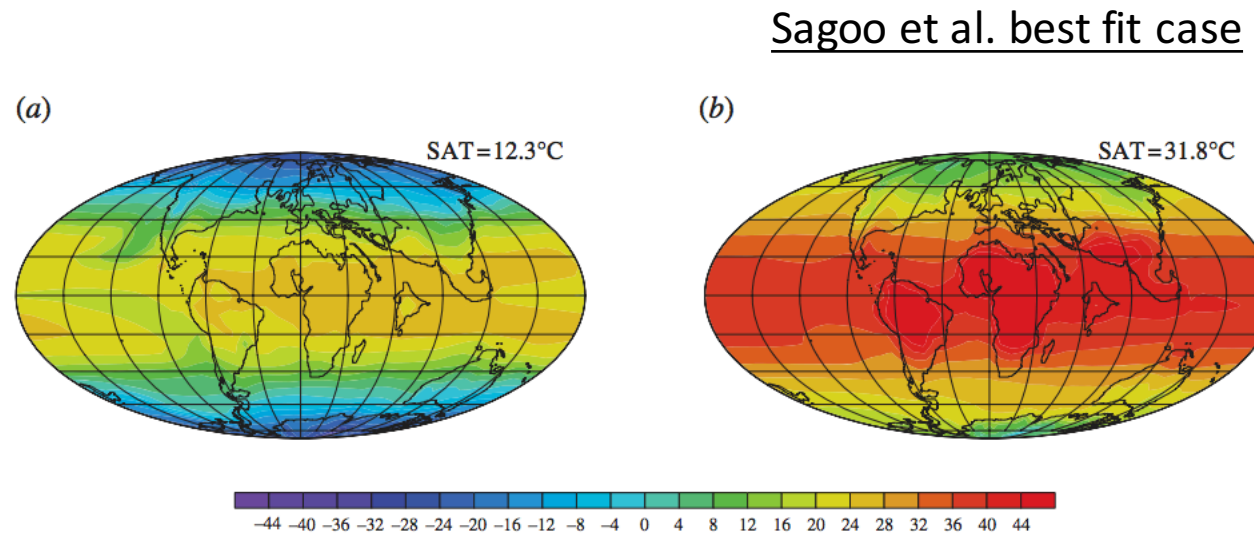 Sagoo et al. best fit case
(a)
(b)
SAT=12.3°C
SAT=31.8°C
−44 −40 −36 −32 −28 −24 −20 −16 −12 −8 −4 0 4 8 12 16 20 24 28 32 36 40 44